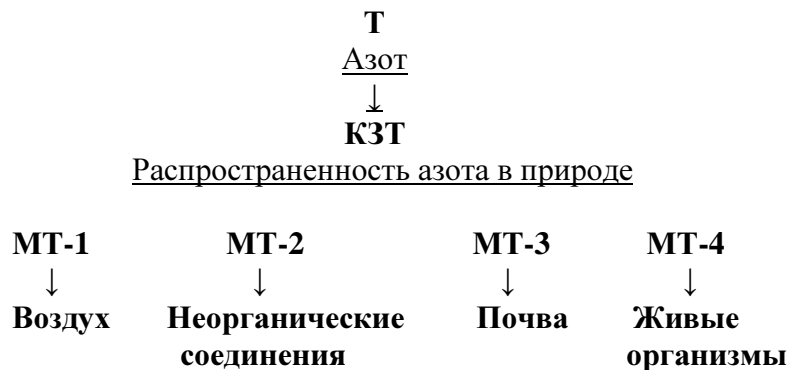 Т
Азот
↓
КЗТ
Распространенность азота в природе
МТ-1 МТ-2 МТ-3 МТ-4
↓ ↓ ↓ ↓
Воздух Неорганические Почва Живые
соединения организмы